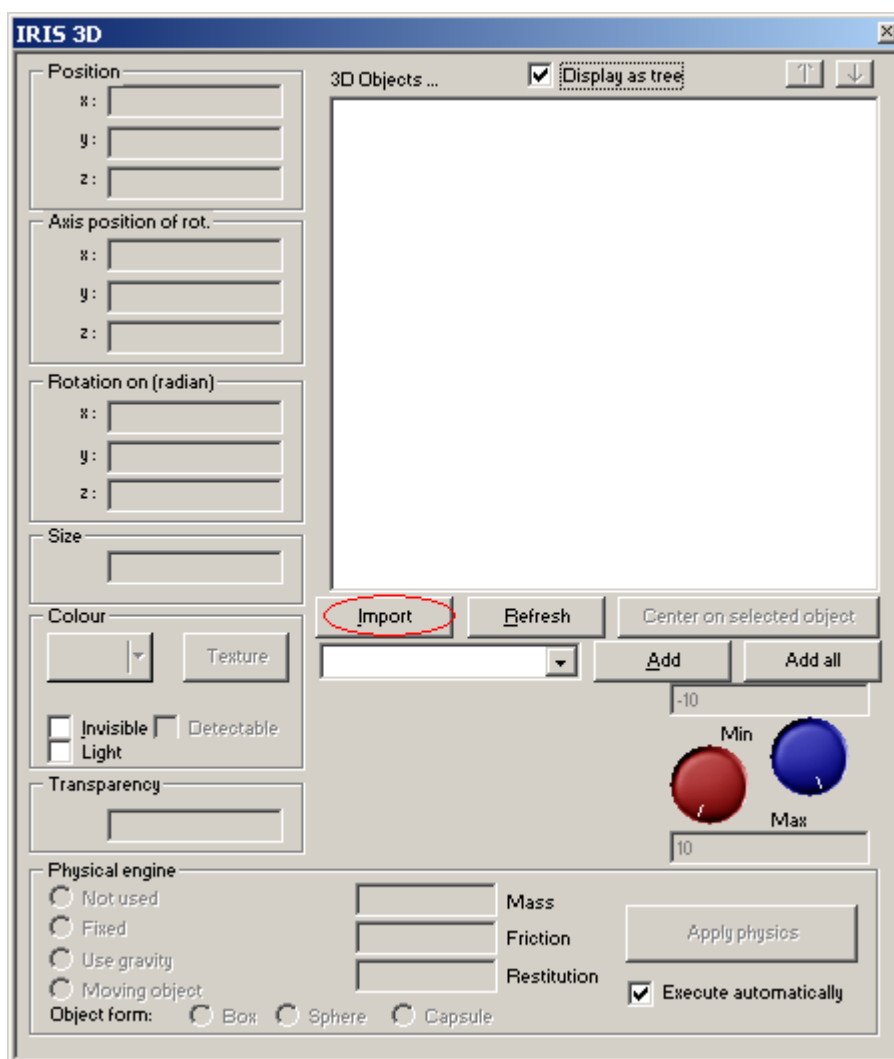 IRIS 3D
Position
x:
y:
z:
Axis position of rot.
x:
y:
z:
Rotation on (radian)
x:
y:
z:
Size
Colour
Texture
Invisible Detectable
Light
Transparency
3D Objects ... Display as tree
Import Refresh Center on selected object
Add Add all
-10
Min
Max
10
Physical engine
Not used
Fixed
Use gravity
Moving object
Mass
Friction
Restitution
Apply physics
Execute automatically
Object form: Box Sphere Capsule